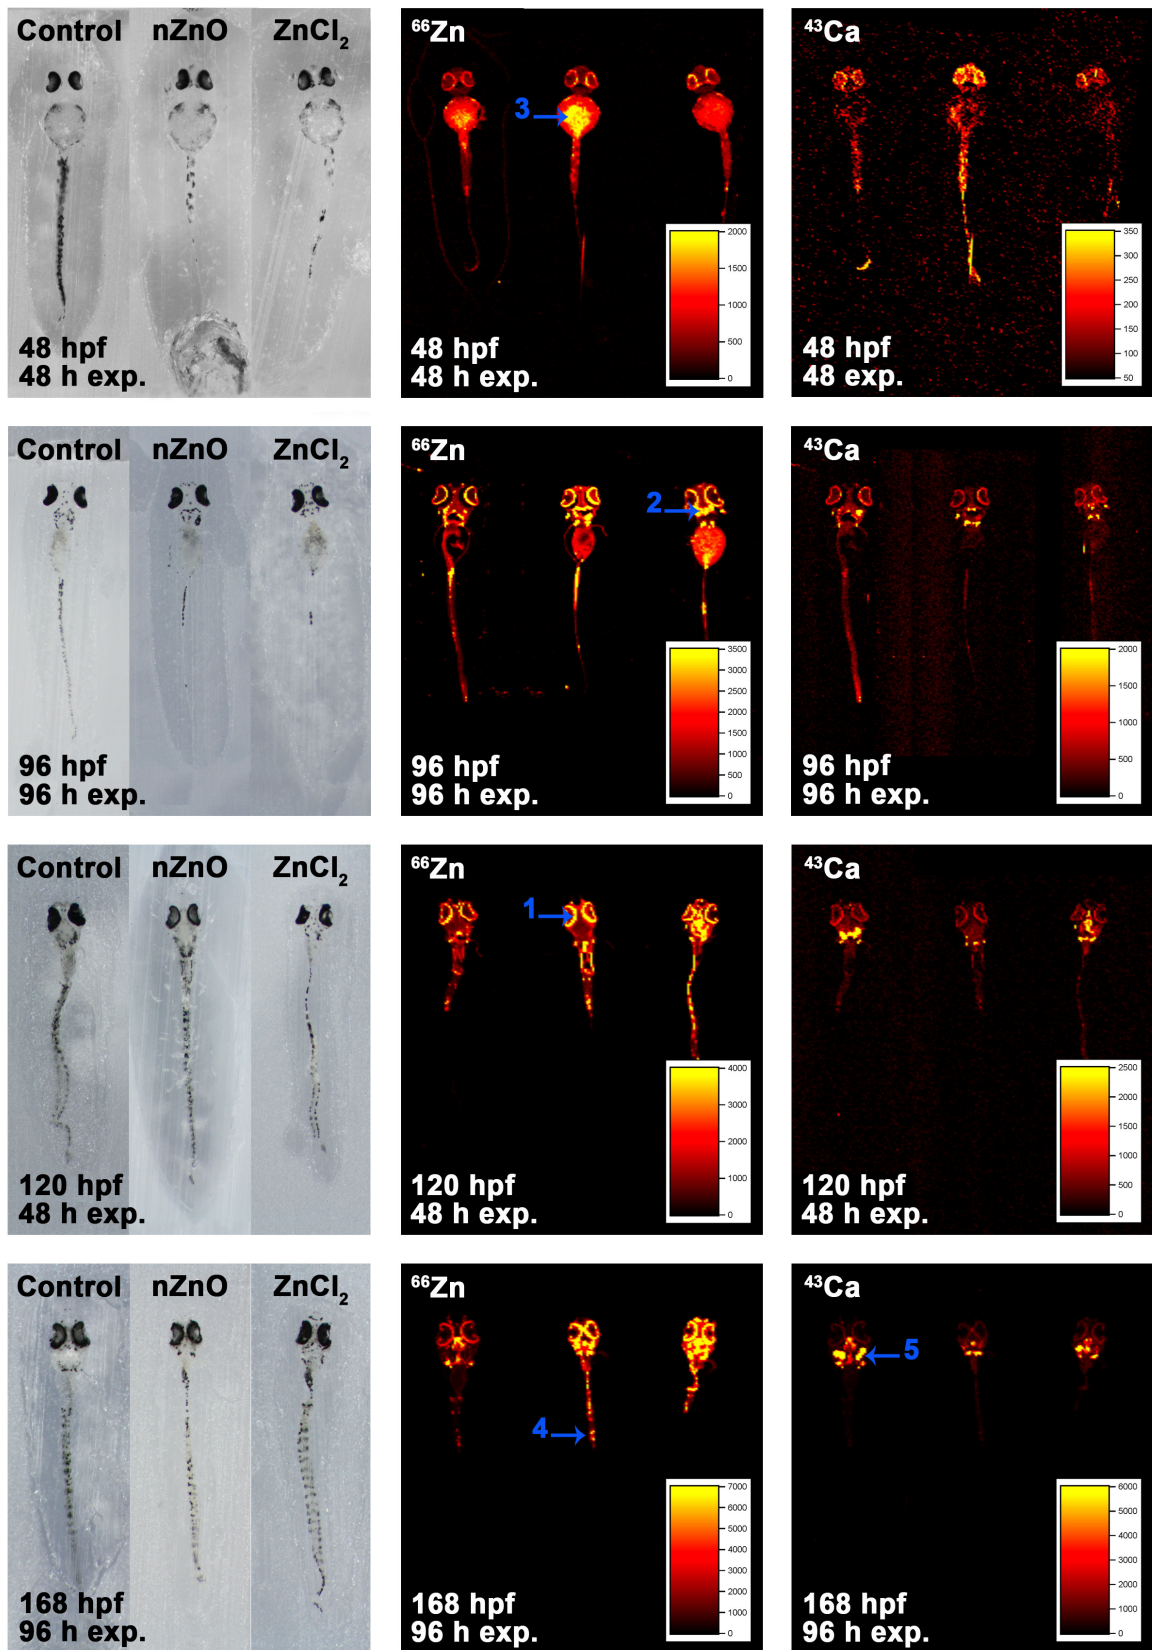 Control nZnO ZnCl₂
48 hpf
48 h exp.
⁶⁶Zn
3
2000
1500
1000
500
0
48 hpf
48 h exp.
⁴³Ca
350
300
250
200
150
100
50
48 hpf
48 exp.
Control nZnO ZnCl₂
96 hpf
96 h exp.
⁶⁶Zn
2
3500
3000
2500
2000
1500
1000
500
0
96 hpf
96 h exp.
⁴³Ca
2000
1500
1000
500
0
96 hpf
96 h exp.
Control nZnO ZnCl₂
120 hpf
48 h exp.
⁶⁶Zn
1
4000
3000
2000
1000
0
120 hpf
48 h exp.
⁴³Ca
2500
2000
1500
1000
500
0
120 hpf
48 h exp.
Control nZnO ZnCl₂
168 hpf
96 h exp.
⁶⁶Zn
4
7000
6000
5000
4000
3000
2000
1000
0
168 hpf
96 h exp.
⁴³Ca
5
6000
5000
4000
3000
2000
1000
0
168 hpf
96 h exp.